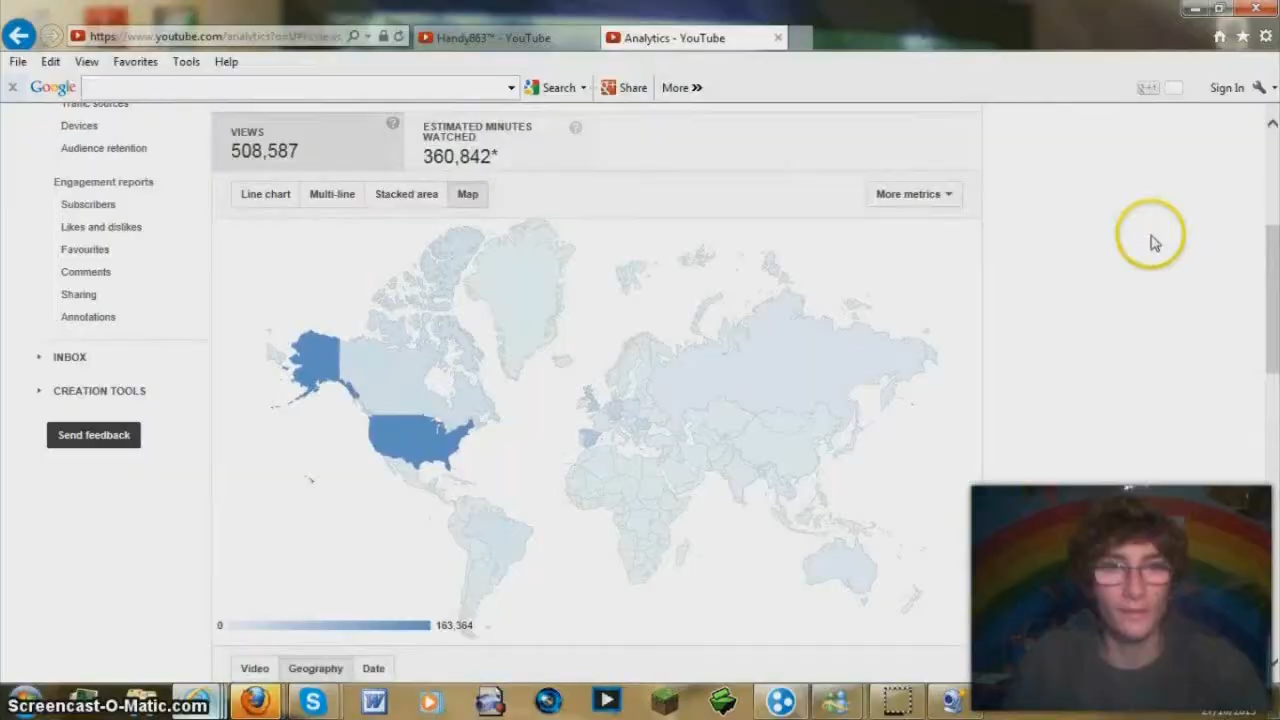 https://www.youtube.com/analytics?o=U
Handy863™ - YouTube
Analytics - YouTube
File Edit View Favorites Tools Help
Google Search Share More » Sign In
Traffic sources
Devices
Audience retention
Engagement reports
Subscribers
Likes and dislikes
Favourites
Comments
Sharing
Annotations
INBOX
CREATION TOOLS
Send feedback
VIEWS
508,587
ESTIMATED MINUTES
WATCHED
360,842*
Line chart Multi-line Stacked area Map
More metrics
0 163,364
Video Geography Date
Screencast-O-Matic.com